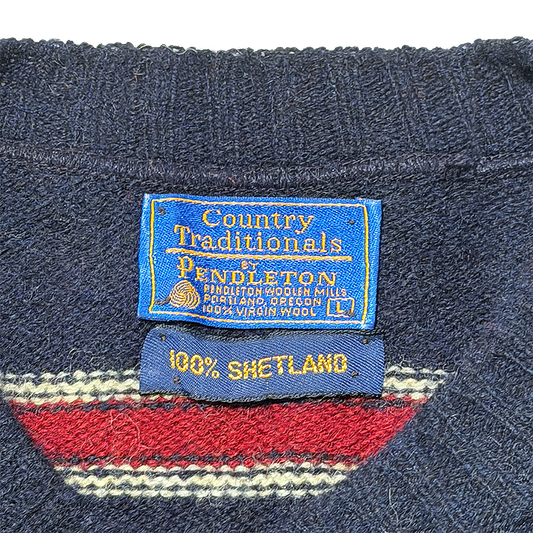 Country
Traditionals
BY
PENDLETON
PENDLETON WOOLEN MILLS
PORTLAND, OREGON
100% VIRGIN WOOL
L
100% SHETLAND